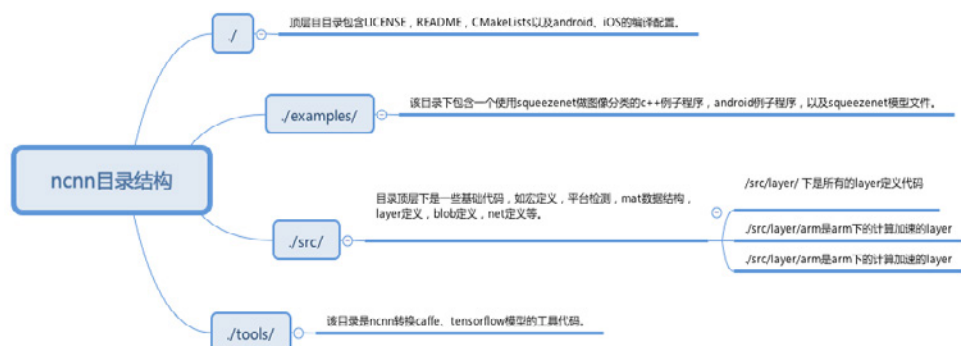 ./
顶层目目录包含LICENSE，README，CMakeLists以及android、iOS的编译配置。
./examples/
该目录下包含一个使用squeezenet做图像分类的c++例子程序，android例子程序，以及squeezenet模型文件。
ncnn目录结构
./src/
目录顶层下是一些基础代码，如宏定义，平台检测，mat数据结构，
layer定义，blob定义，net定义等。
/src/layer/ 下是所有的layer定义代码
./src/layer/arm是arm下的计算加速的layer
./src/layer/arm是arm下的计算加速的layer
./tools/
该目录是ncnn转换caffe、tensorflow模型的工具代码。